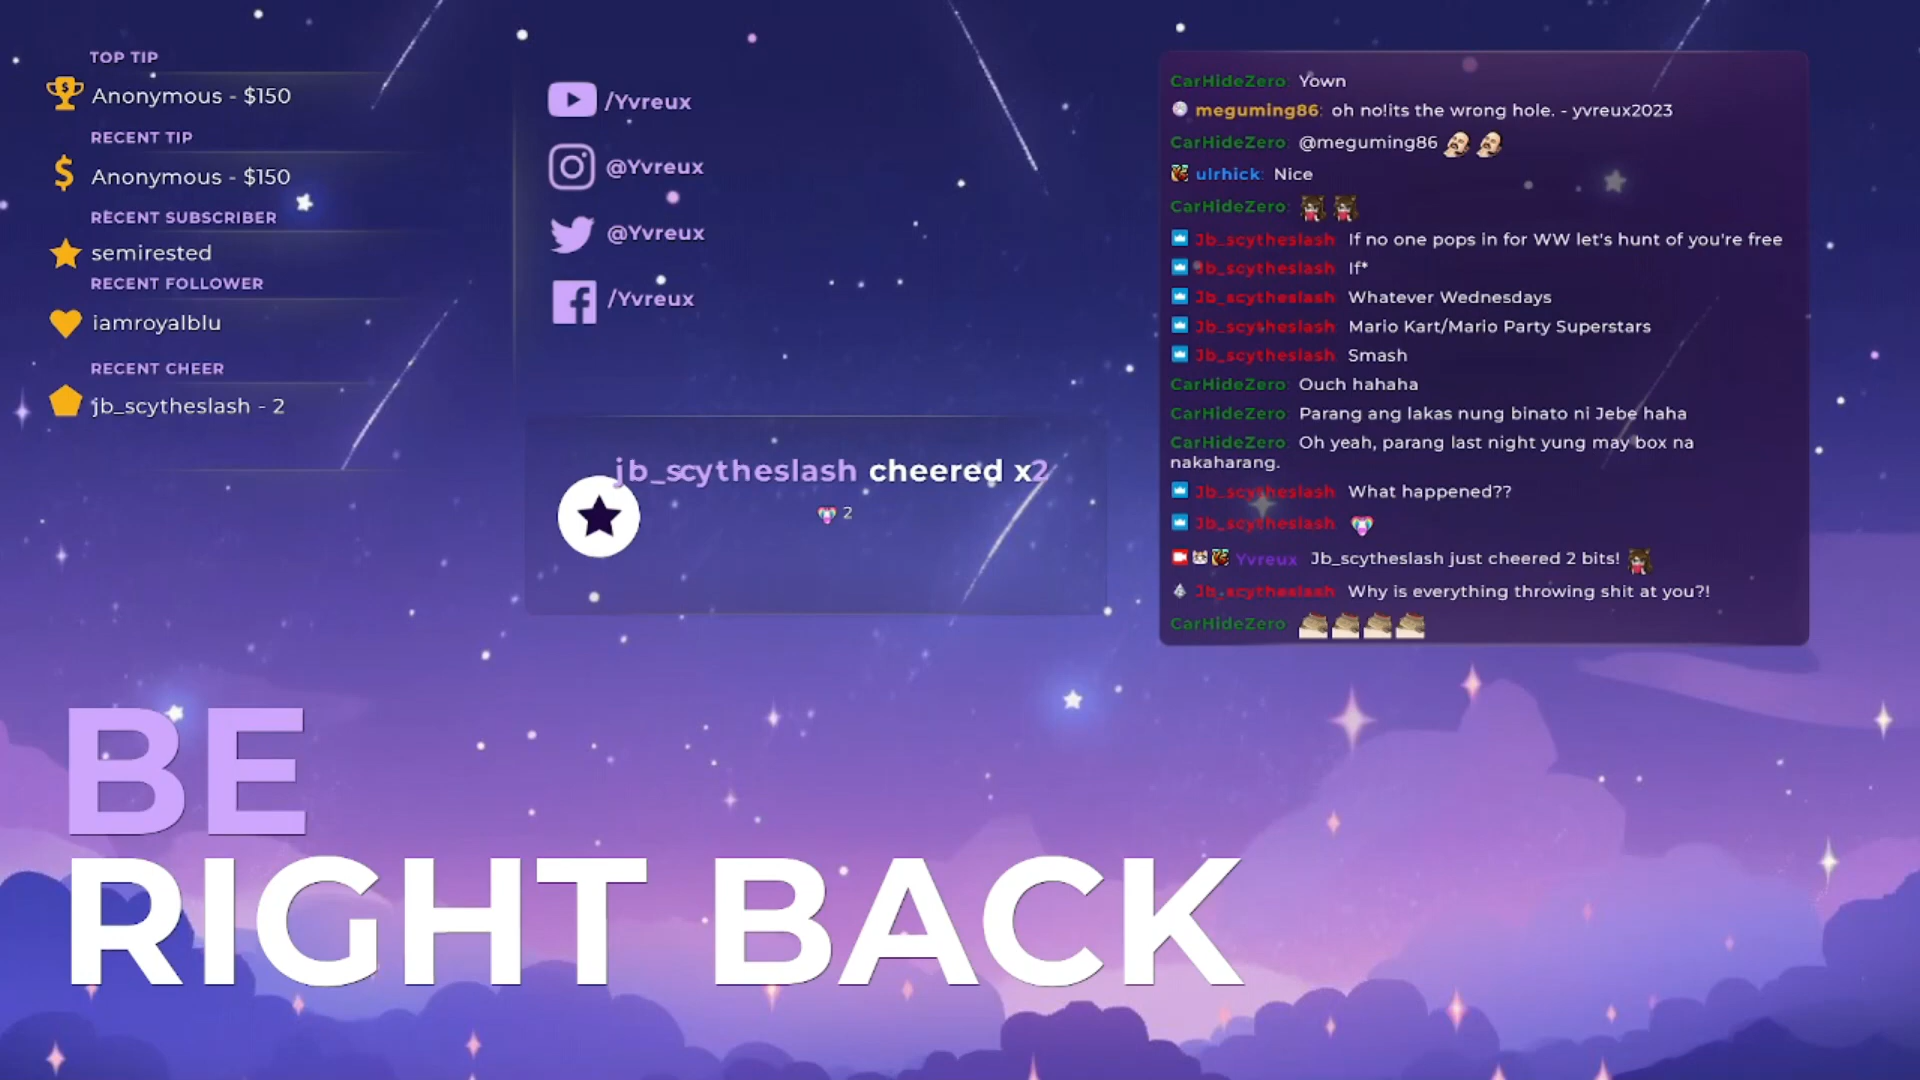 TOP TIP
Anonymous - $150
RECENT TIP
Anonymous - $150
RECENT SUBSCRIBER
semirested
RECENT FOLLOWER
iamroyalblu
RECENT CHEER
jb_scytheslash - 2
/Yvreux
@Yvreux
@Yvreux
/Yvreux
jb_scytheslash cheered x2
2
CarHideZero: Yown
meguming86: oh no!its the wrong hole. - yvreux2023
CarHideZero: @meguming86
ulrhick: Nice
CarHideZero:
Jb_scytheslash: If no one pops in for WW let's hunt of you're free
Jb_scytheslash: If*
Jb_scytheslash: Whatever Wednesdays
Jb_scytheslash: Mario Kart/Mario Party Superstars
Jb_scytheslash: Smash
CarHideZero: Ouch hahaha
CarHideZero: Parang ang lakas nung binato ni Jebe haha
CarHideZero: Oh yeah, parang last night yung may box na
nakaharang.
Jb_scytheslash: What happened??
Jb_scytheslash:
Yvreux: Jb_scytheslash just cheered 2 bits!
Jb_scytheslash: Why is everything throwing shit at you?!
CarHideZero:
BE
RIGHT BACK